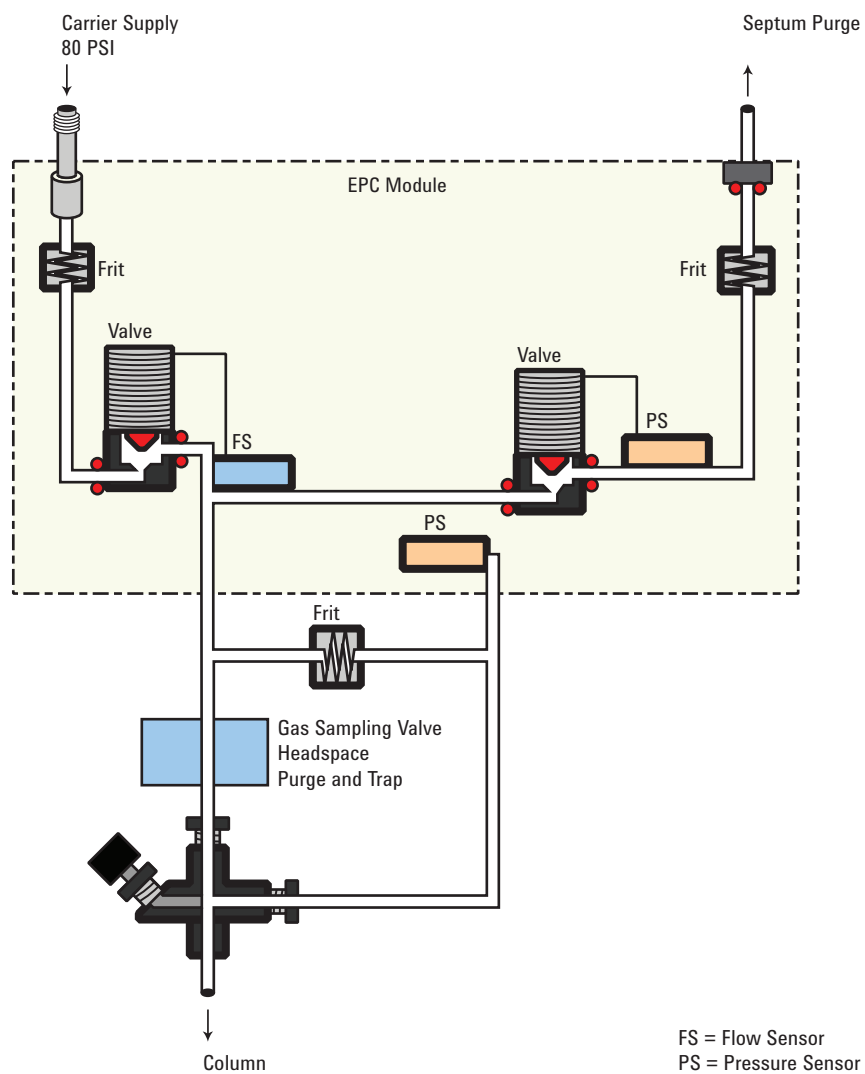 Carrier Supply
80 PSI
Septum Purge
EPC Module
Frit
Frit
Valve
Valve
FS
PS
PS
Frit
Gas Sampling Valve
Headspace
Purge and Trap
Column
FS = Flow Sensor
PS = Pressure Sensor